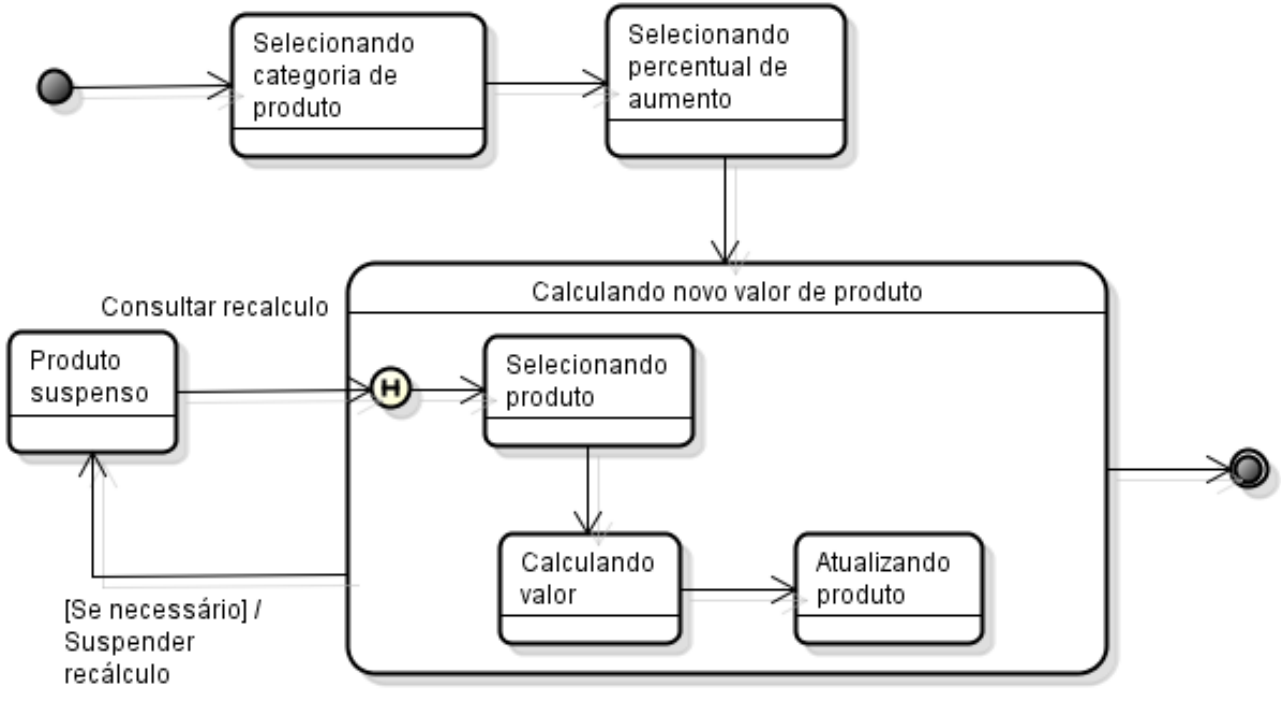 Selecionando
categoria de
produto
Selecionando
percentual de
aumento
Calculando novo valor de produto
Consultar recalculo
Produto
suspenso
H
Selecionando
produto
Calculando
valor
Atualizando
produto
[Se necessário] /
Suspender
recálculo